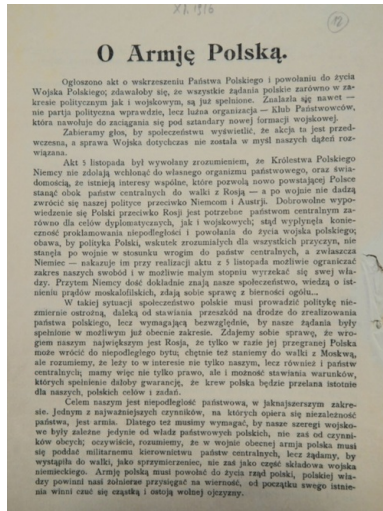 XI.1916
O Armję Polską.
Ogłoszono akt o wskrzeszeniu Państwa Polskiego i powołaniu do życia
Wojska Polskiego; zdawałoby się, że wszystkie żądania polskie zarówno w za-
kresie politycznym jak i wojskowym, są już spełnione. Znalazła się nawet —
nie partja polityczna wprawdzie, lecz luźna organizacja — Klub Państwowców,
która nawołuje do zaciągania się pod sztandary nowej formacji wojskowej.
Zabieramy głos, by społeczeństwu wyświetlić, że akcja ta jest przed-
wczesna, a sprawa Wojska dotychczas nie została w myśl naszych dążeń roz-
wiązana.
Akt 5 listopada był wywołany zrozumieniem, że Królestwa Polskiego
Niemcy nie zdołają wchłonąć do własnego organizmu państwowego, oraz świa-
domością, że istnieją interesy wspólne, które pozwolą nowo powstającej Polsce
stanąć obok państw centralnych do walki z Rosją — a po wojnie nie dadzą
zwrócić się naszej polityce przeciwko Niemcom i Austrji. Dobrowolne wypo-
wiedzenie się Polski przeciwko Rosji jest potrzebne państwom centralnym za-
równo dla celów dyplomatycznych, jak i wojskowych; stąd wypłynęła koniecz-
ność proklamowania niepodległości i powołania do życia wojska polskiego;
obawa, by polityka Polski, wskutek zrozumiałych dla wszystkich przyczyn, nie
stanęła po wojnie w stosunku wrogim do państw centralnych, a zwłaszcza
Niemiec — nakazuje im przy realizacji aktu z 5 listopada możliwie ograniczać
zakres naszych swobód i w możliwie małym stopniu wyrzekać się swej wła-
dzy. Przytem Niemcy dość dokładnie znają nasze społeczeństwo, wiedzą o ist-
nieniu prądów moskalofilskich, zdają sobie sprawę z bierności ogółu...
W takiej sytuacji społeczeństwo polskie musi prowadzić politykę nie-
zmiernie ostrożną, daleką od stawiania przeszkód na drodze do zrealizowania
państwa polskiego, lecz wymagającą bezwzględnie, by nasze żądania były
spełnione w możliwym już obecnie zakresie. Zdajemy sobie sprawę, że wro-
giem naszym największym jest Rosja, że tylko w razie jej przegranej Polska
może wrócić do niepodległego bytu; chętnie też staniemy do walki z Moskwą,
ale rozumiemy, że leży to w interesie nie tylko naszym, lecz również i państw
centralnych; mamy więc nie tylko prawo, ale i możność stawiania warunków,
których spełnienie dałoby gwarancję, że krew polska będzie przelana istotnie
dla naszych, polskich celów i zadań.
Celem naszym jest niepodległość państwowa, w jaknajszerszym zakre-
sie. Jednym z najważniejszych czynników, na których opiera się niezależność
państwa, jest armia. Dlatego też musimy wymagać, by nasze szeregi wojsko-
we były zależne jedynie od władz państwowych polskich, nie zaś od czynni-
ków obcych; oczywiście, rozumiemy, że w wojnie obecnej armja polska musi
się poddać militarnemu kierownictwu państw centralnych, lecz żądamy, by
wystąpiła do walki, jako sprzymierzeniec, nie zaś jako część składowa wojska
niemieckiego. Armję polską musi powołać do życia rząd polski, polskiej wła-
dzy powinni nasi żołnierze przysięgać na wierność, od początku swego istnie-
nia winni czuć się cząstką i ostoją wolnej ojczyzny.